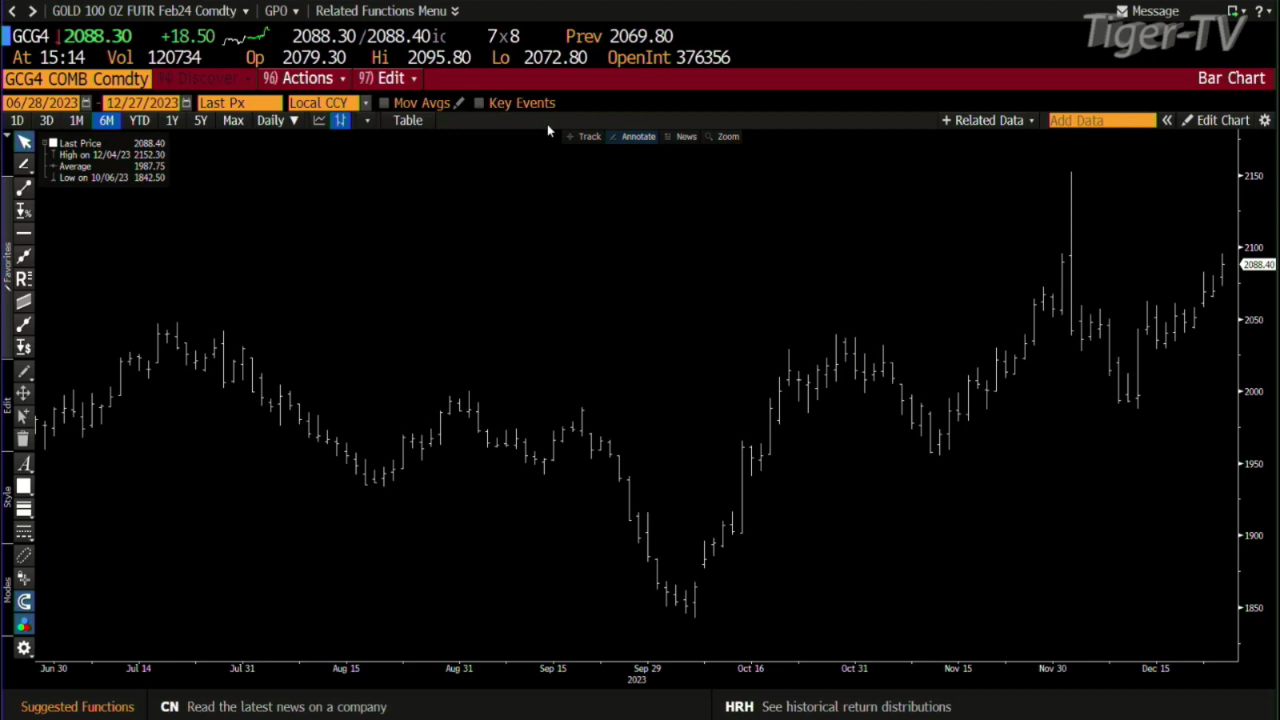 GOLD 100 OZ FUTR Feb24 Comdty GPO Related Functions Menu Message
Tiger-TV
GCG4 2088.30 +18.50 2088.30/2088.40 7x8 Prev 2069.80
At 15:14 Vol 120734 Op 2079.30 Hi 2095.80 Lo 2072.80 OpenInt 376356
GCG4 COMB Comdty 94) Discover 96) Actions 97) Edit Bar Chart
06/28/2023 - 12/27/2023 Last Px Local CCY Mov Avgs Key Events
1D 3D 1M 6M YTD 1Y 5Y Max Daily ▼ Table + Related Data Add Data « Edit Chart
Track Annotate News Zoom
Last Price 2088.40
High on 12/04/23 2152.30
Average 1987.75
Low on 10/06/23 1842.50
Favorites
Edit
Style
Modes
2150
2100
2088.40
2050
2000
1950
1900
1850
Jun 30 Jul 14 Jul 31 Aug 15 Aug 31 Sep 15 Sep 29 Oct 16 Oct 31 Nov 15 Nov 30 Dec 15
2023
Suggested Functions CN Read the latest news on a company HRH See historical return distributions